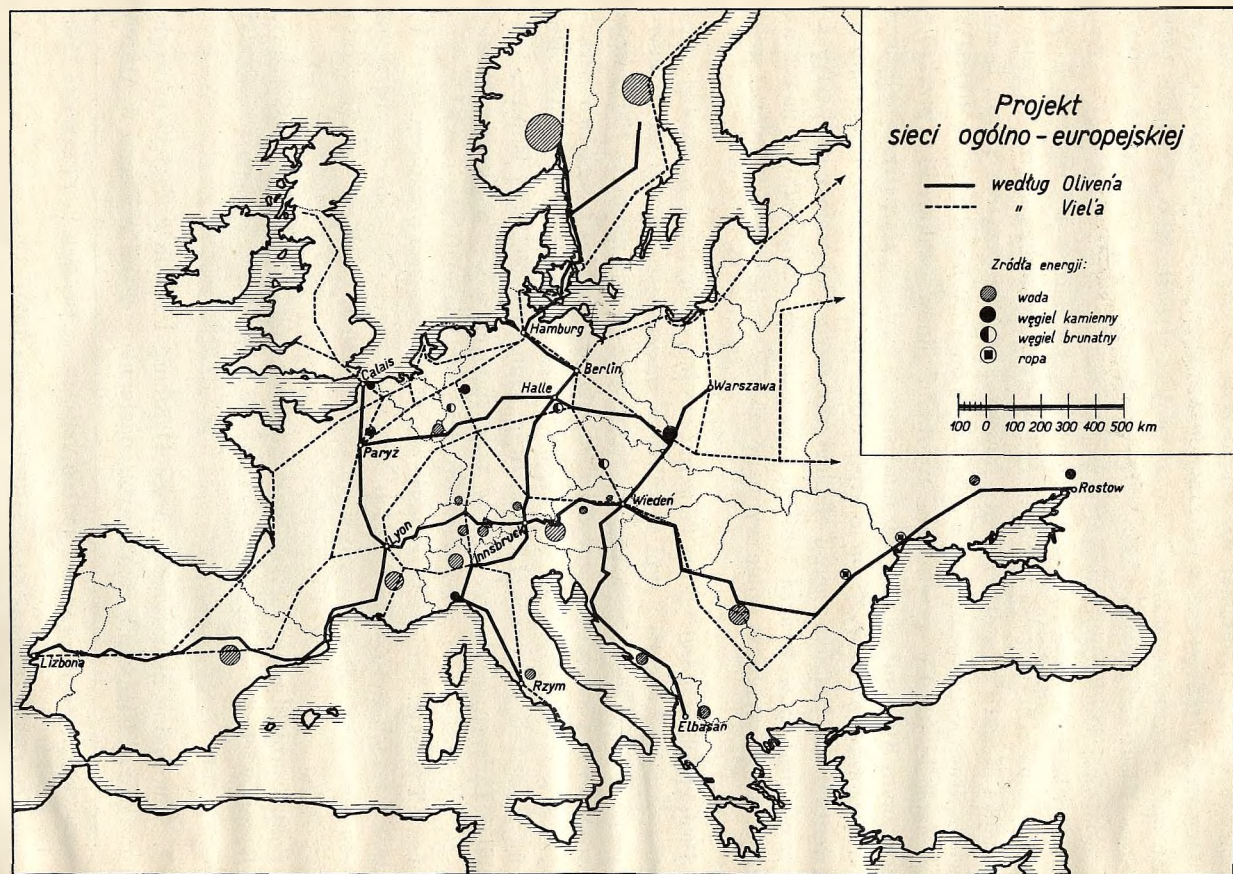 Projekt
sieci ogólno-europejskiej
według Oliven'a
„ Viel'a
Zródła energji:
woda
węgiel kamienny
węgiel brunatny
ropa
100 0 100 200 300 400 500 km
Hamburg
Calais
Berlin
Halle
Warszawa
Paryż
Wiedeń
Rostow
Lyon
Innsbruck
Lizbona
Rzym
Elbasan